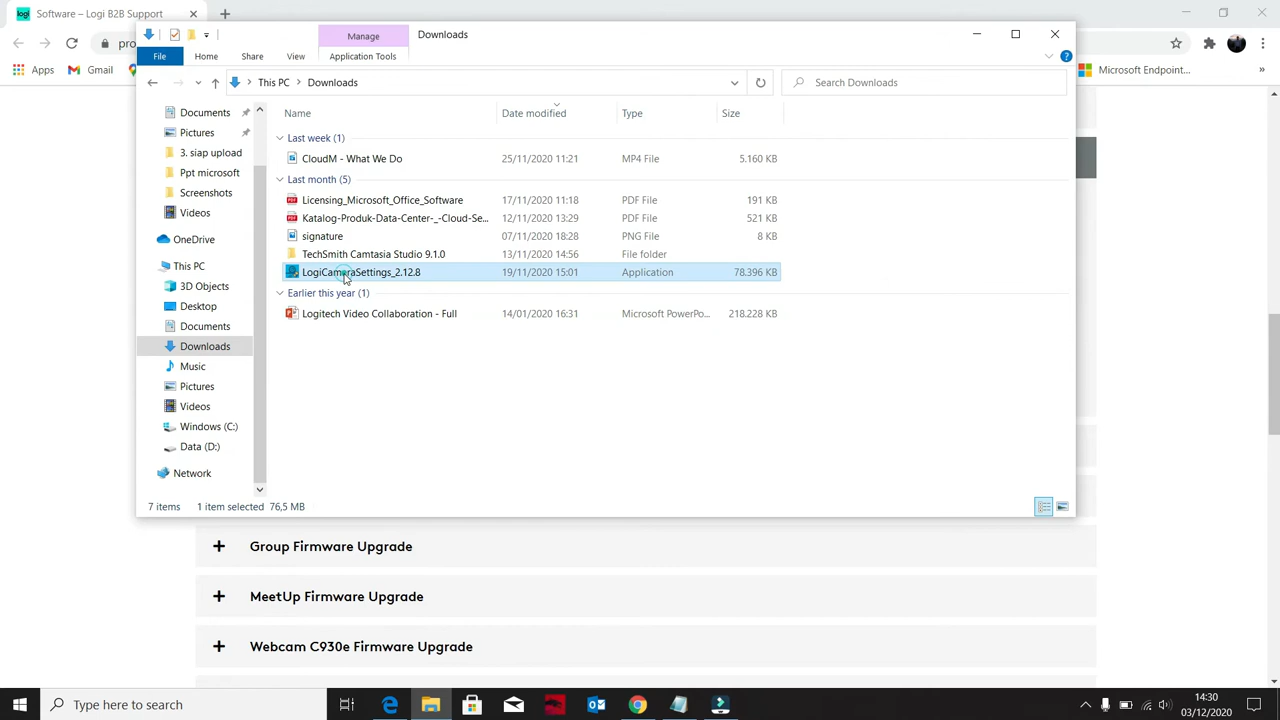 Software – Logi B2B Support
Manage
Downloads
File
Home
Share
View
Application Tools
pro
Apps
Gmail
Microsoft Endpoint...
»
This PC
Downloads
Search Downloads
Name
Date modified
Type
Size
Last week (1)
CloudM - What We Do 25/11/2020 11:21 MP4 File 5.160 KB
Last month (5)
Licensing_Microsoft_Office_Software 17/11/2020 11:18 PDF File 191 KB
Katalog-Produk-Data-Center-_-Cloud-Se... 12/11/2020 13:29 PDF File 521 KB
signature 07/11/2020 18:28 PNG File 8 KB
TechSmith Camtasia Studio 9.1.0 13/11/2020 14:56 File folder
LogiCameraSettings_2.12.8 19/11/2020 15:01 Application 78.396 KB
Earlier this year (1)
Logitech Video Collaboration - Full 14/01/2020 16:31 Microsoft PowerPo... 218.228 KB
Documents
Pictures
3. siap upload
Ppt microsoft
Screenshots
Videos
OneDrive
This PC
3D Objects
Desktop
Documents
Downloads
Music
Pictures
Videos
Windows (C:)
Data (D:)
Network
7 items 1 item selected 76,5 MB
+ Group Firmware Upgrade
+ MeetUp Firmware Upgrade
+ Webcam C930e Firmware Upgrade
Type here to search
14:30
03/12/2020